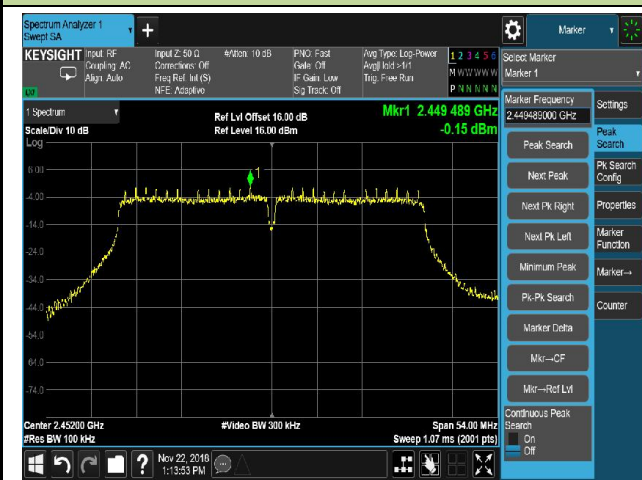 Spectrum Analyzer 1
Swept SA
+
Marker
KEYSIGHT
Input: RF
Coupling: AC
Align: Auto
Input Z: 50 Ω
Corrections: Off
Freq Ref: Int (S)
NFE: Adaptive
#Atten: 10 dB
PNO: Fast
Gate: Off
IF Gain: Low
Sig Track: Off
Avg Type: Log-Power
Avg|Hold:>1/1
Trig: Free Run
1 2 3 4 5 6
M W W W W W
P N N N N N
Select Marker
Marker 1
1 Spectrum
Scale/Div 10 dB
Log
Ref Lvl Offset 16.00 dB
Ref Level 16.00 dBm
Mkr1 2.449 489 GHz
-0.15 dBm
1
6.00
-4.00
-14.0
-24.0
-34.0
-44.0
-54.0
-64.0
-74.0
Center 2.45200 GHz
#Res BW 100 kHz
#Video BW 300 kHz
Span 54.00 MHz
Sweep 1.07 ms (2001 pts)
Marker Frequency
2.449489000 GHz
Peak Search
Next Peak
Next Pk Right
Next Pk Left
Minimum Peak
Pk-Pk Search
Marker Delta
Mkr→CF
Mkr→Ref Lvl
Continuous Peak
Search
On
Off
Settings
Peak
Search
Pk Search
Config
Properties
Marker
Function
Marker→
Counter
?
Nov 22, 2018
1:13:53 PM